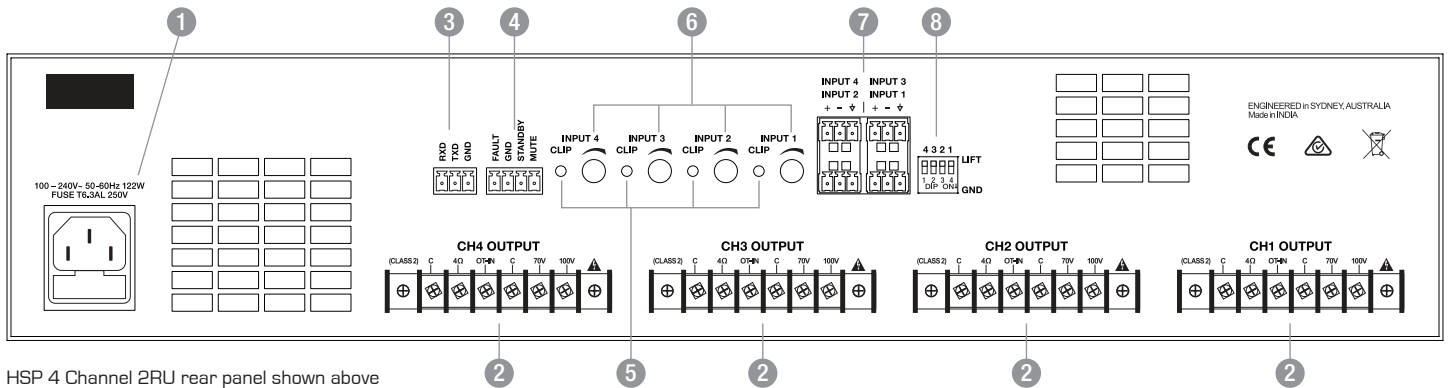 1 3 4 6 7 8
INPUT 4 INPUT 3
INPUT 2 INPUT 1
+ - + -
ENGINEERED in SYDNEY, AUSTRALIA
Made in INDIA
CE
RXD TXD GND
FAULT GND STANDBY MUTE
INPUT 4 INPUT 3 INPUT 2 INPUT 1
CLIP CLIP CLIP CLIP
4 3 2 1
LIFT
1 2 3 4
DIP ON
GND
100 – 240V~ 50-60Hz 122W
FUSE T6.3AL 250V
CH4 OUTPUT CH3 OUTPUT CH2 OUTPUT CH1 OUTPUT
(CLASS 2) C 4Ω OT-IN C 70V 100V
(CLASS 2) C 4Ω OT-IN C 70V 100V
(CLASS 2) C 4Ω OT-IN C 70V 100V
(CLASS 2) C 4Ω OT-IN C 70V 100V
2 5 2 2 2
HSP 4 Channel 2RU rear panel shown above